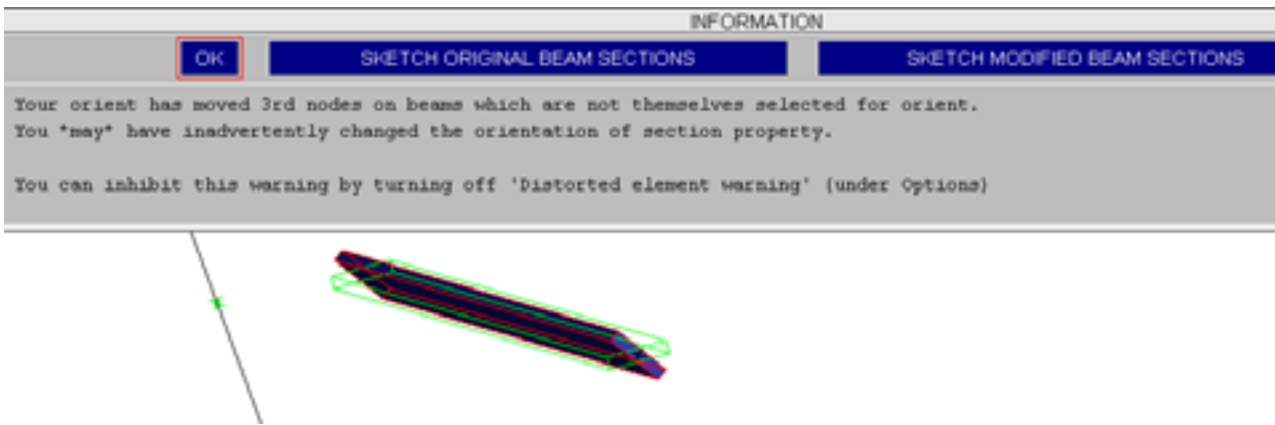 INFORMATION
OK
SKETCH ORIGINAL BEAM SECTIONS
SKETCH MODIFIED BEAM SECTIONS
Your orient has moved 3rd nodes on beams which are not themselves selected for orient.
You *may* have inadvertently changed the orientation of section property.
You can inhibit this warning by turning off 'Distorted element warning' (under Options)